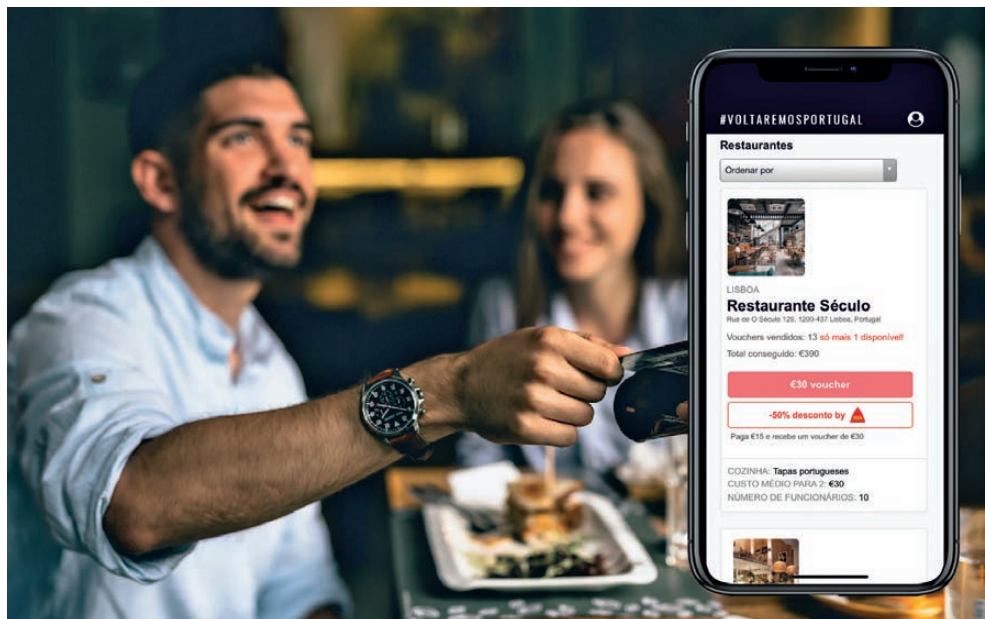 #VOLTAREMOSPORTUGAL
Restaurantes
Ordenar por
LISBOA
Restaurante Século
Rua de O Século 128, 1200-437 Lisboa, Portugal
Vouchers vendidos: 13 só mais 1 disponível!
Total conseguido: €390
€30 voucher
-50% desconto by
Paga €15 e recebe um voucher de €30
COZINHA: Tapas portugueses
CUSTO MÉDIO PARA 2: €30
NÚMERO DE FUNCIONÁRIOS: 10